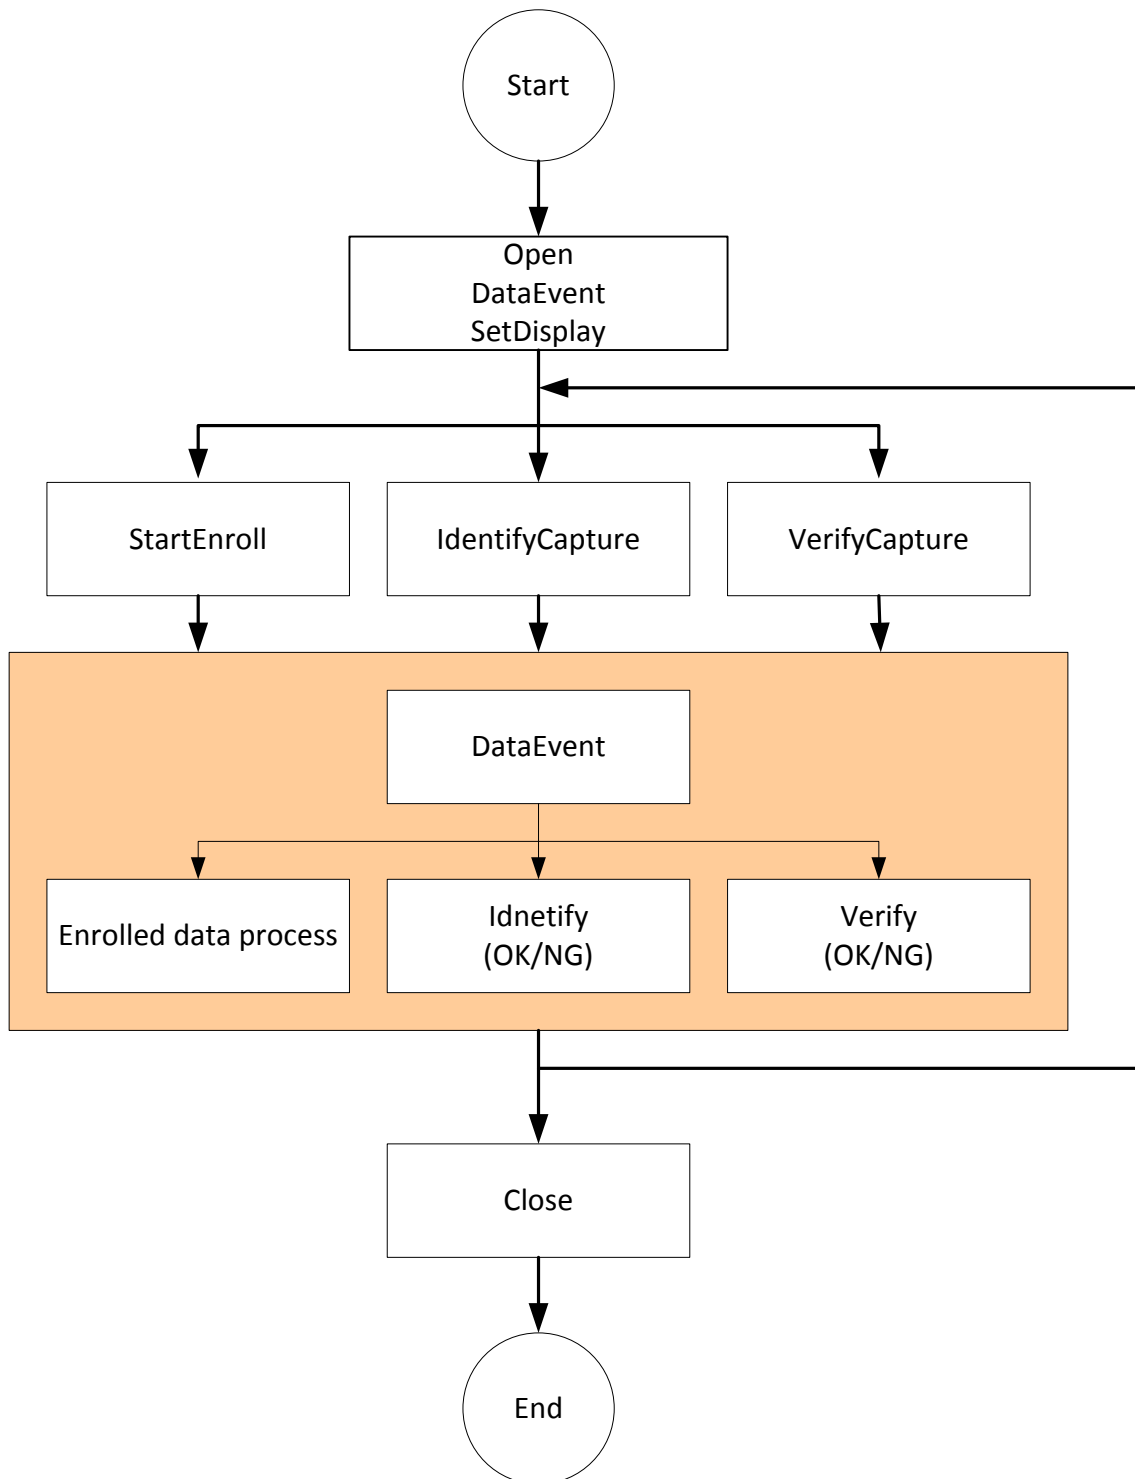 Start
Open
DataEvent
SetDisplay
StartEnroll
IdentifyCapture
VerifyCapture
DataEvent
Enrolled data process
Idnetify
(OK/NG)
Verify
(OK/NG)
Close
End